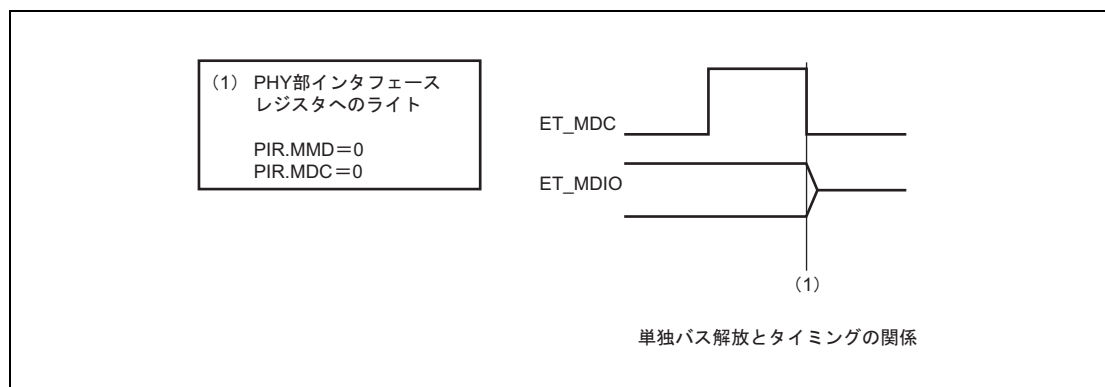 （1） PHY部インタフェース
レジスタへのライト
PIR.MMD＝0
PIR.MDC＝0
ET_MDC
ET_MDIO
（1）
単独バス解放とタイミングの関係